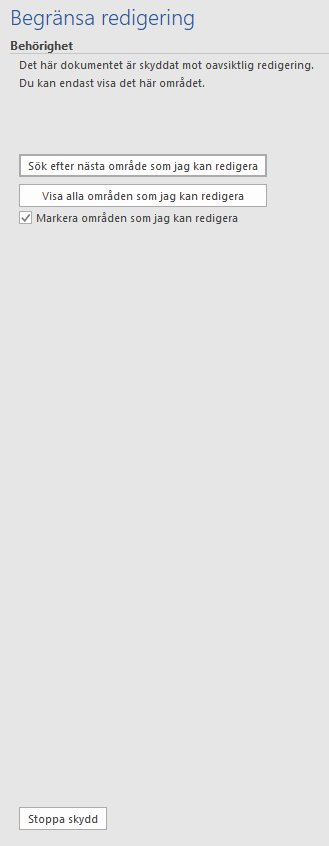 Begränsa redigering
Behörighet
Det här dokumentet är skyddat mot oavsiktlig redigering.
Du kan endast visa det här området.
Sök efter nästa område som jag kan redigera
Visa alla områden som jag kan redigera
Markera områden som jag kan redigera
Stoppa skydd